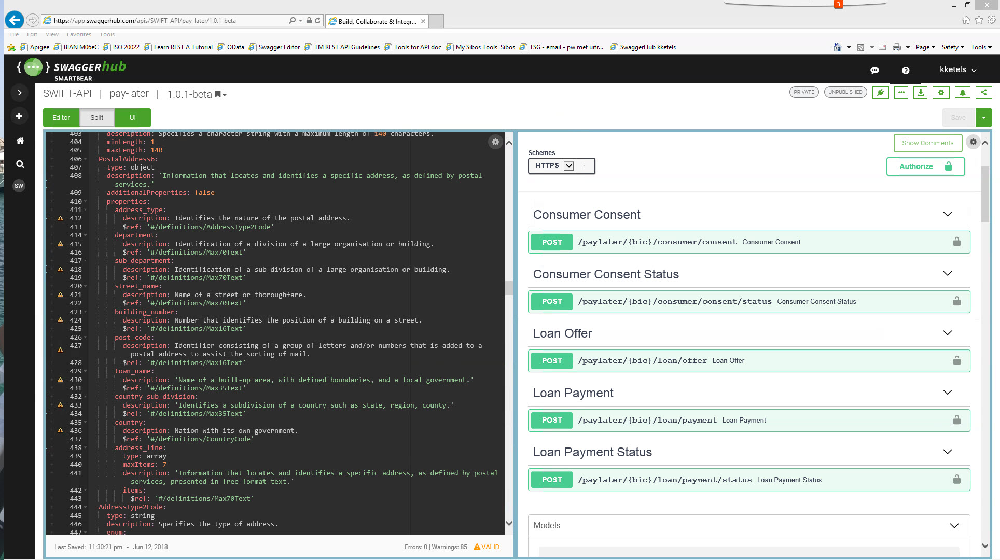 3
https://app.swaggerhub.com/apis/SWIFT-API/pay-later/1.0.1-beta
Build, Collaborate & Integr...
File Edit View Favorites Tools
Apigee BIAN M06eC ISO 20022 Learn REST A Tutorial OData Swagger Editor TM REST API Guidelines Tools for API doc My Sibos Tools Sibos TSG - email - pw met uitr... SwaggerHub kketels Page Safety Tools
SWAGGERhub
SMARTBEAR
kketels
SWIFT-API | pay-later | 1.0.1-beta
PRIVATE UNPUBLISHED
Editor Split UI Save
SW
403 description: Specifies a character string with a maximum length of 140 characters.
404 minLength: 1
405 maxLength: 140
406 PostalAddress6:
407 type: object
408 description: 'Information that locates and identifies a specific address, as defined by postal
services.'
409 additionalProperties: false
410 properties:
411 address_type:
412 description: Identifies the nature of the postal address.
413 $ref: '#/definitions/AddressType2Code'
414 department:
415 description: Identification of a division of a large organisation or building.
416 $ref: '#/definitions/Max70Text'
417 sub_department:
418 description: Identification of a sub-division of a large organisation or building.
419 $ref: '#/definitions/Max70Text'
420 street_name:
421 description: Name of a street or thoroughfare.
422 $ref: '#/definitions/Max70Text'
423 building_number:
424 description: Number that identifies the position of a building on a street.
425 $ref: '#/definitions/Max16Text'
426 post_code:
427 description: Identifier consisting of a group of letters and/or numbers that is added to a
postal address to assist the sorting of mail.
428 $ref: '#/definitions/Max16Text'
429 town_name:
430 description: 'Name of a built-up area, with defined boundaries, and a local government.'
431 $ref: '#/definitions/Max35Text'
432 country_sub_division:
433 description: 'Identifies a subdivision of a country such as state, region, county.'
434 $ref: '#/definitions/Max35Text'
435 country:
436 description: Nation with its own government.
437 $ref: '#/definitions/CountryCode'
438 address_line:
439 type: array
440 maxItems: 7
441 description: 'Information that locates and identifies a specific address, as defined by postal
services, presented in free format text.'
442 items:
443 $ref: '#/definitions/Max70Text'
444 AddressType2Code:
445 type: string
446 description: Specifies the type of address.
447 enum:
Last Saved: 11:30:21 pm - Jun 12, 2018 Errors: 0 | Warnings: 85 VALID
Show Comments
Schemes
HTTPS
Authorize
Consumer Consent
POST /paylater/{bic}/consumer/consent Consumer Consent
Consumer Consent Status
POST /paylater/{bic}/consumer/consent/status Consumer Consent Status
Loan Offer
POST /paylater/{bic}/loan/offer Loan Offer
Loan Payment
POST /paylater/{bic}/loan/payment Loan Payment
Loan Payment Status
POST /paylater/{bic}/loan/payment/status Loan Payment Status
Models